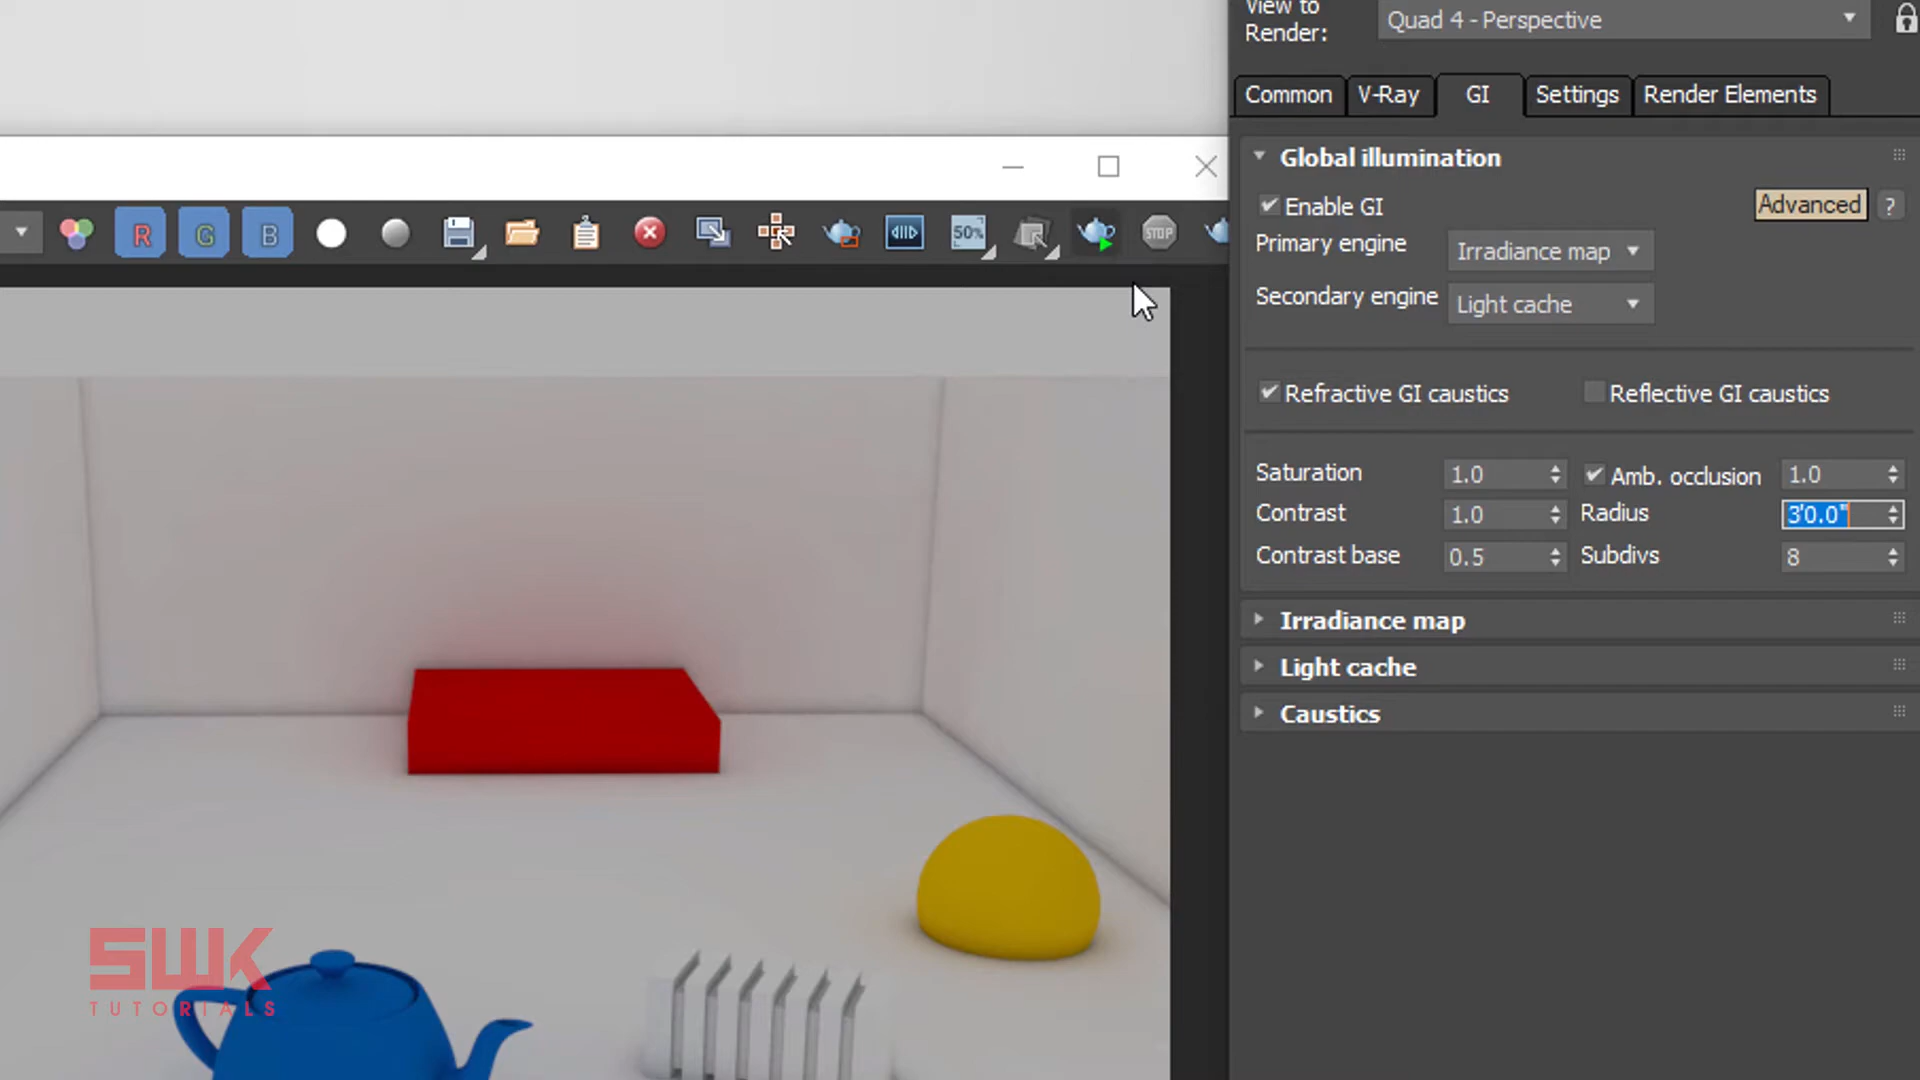 View to
Render:
Quad 4 - Perspective
Common V-Ray GI Settings Render Elements
Global illumination
Enable GI
Advanced ?
Primary engine Irradiance map
Secondary engine Light cache
Refractive GI caustics Reflective GI caustics
Saturation 1.0 Amb. occlusion 1.0
Contrast 1.0 Radius 3'0.0"
Contrast base 0.5 Subdivs 8
Irradiance map
Light cache
Caustics
R G B 50% STOP
SWK
TUTORIALS